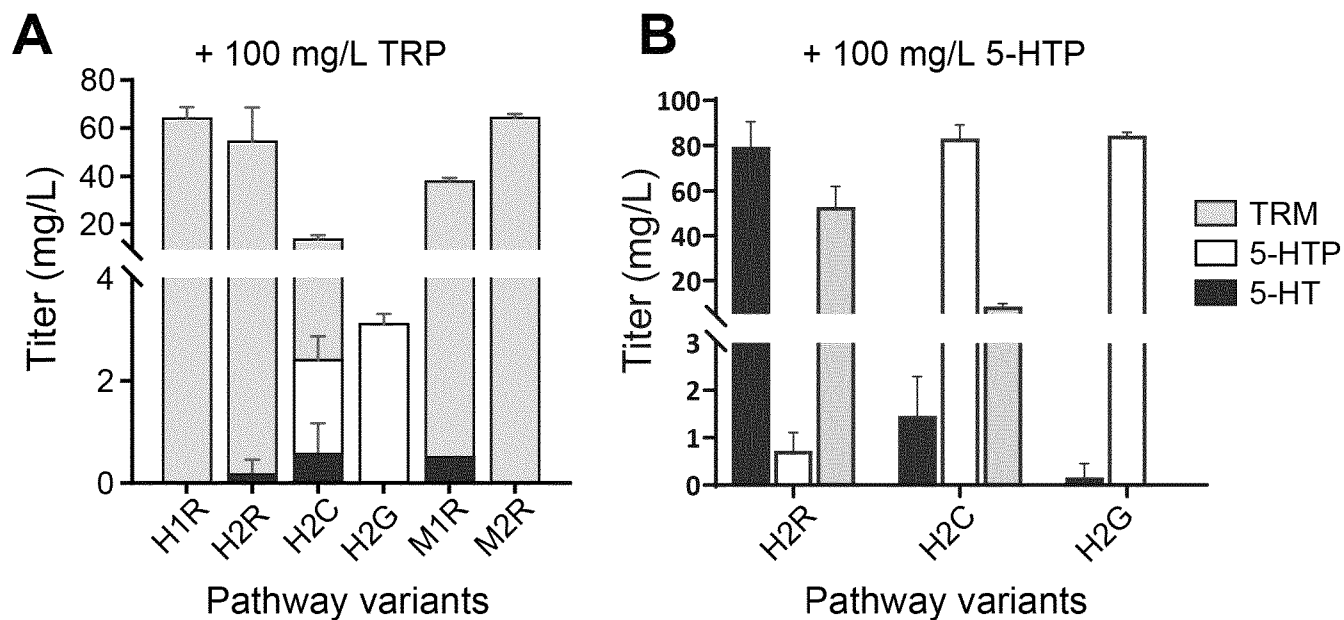 A
+ 100 mg/L TRP
Titer (mg/L)
80
60
40
20
4
2
0
H1R
H2R
H2C
H2G
M1R
M2R
Pathway variants
B
+ 100 mg/L 5-HTP
Titer (mg/L)
100
80
60
40
20
3
2
1
0
H2R
H2C
H2G
Pathway variants
TRM
5-HTP
5-HT